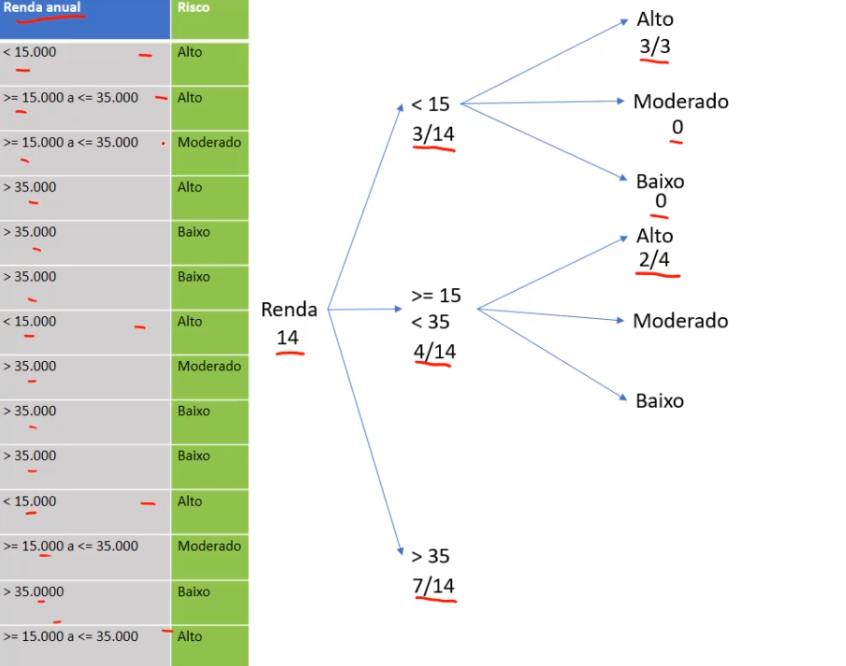 Renda anual Risco
< 15.000 Alto
>= 15.000 a <= 35.000 Alto
>= 15.000 a <= 35.000 Moderado
> 35.000 Alto
> 35.000 Baixo
> 35.000 Baixo
< 15.000 Alto
> 35.000 Moderado
> 35.000 Baixo
> 35.000 Baixo
< 15.000 Alto
>= 15.000 a <= 35.000 Moderado
> 35.0000 Baixo
>= 15.000 a <= 35.000 Alto
Renda
14
< 15
3/14
Alto
3/3
Moderado
0
Baixo
0
>= 15
< 35
4/14
Alto
2/4
Moderado
Baixo
> 35
7/14